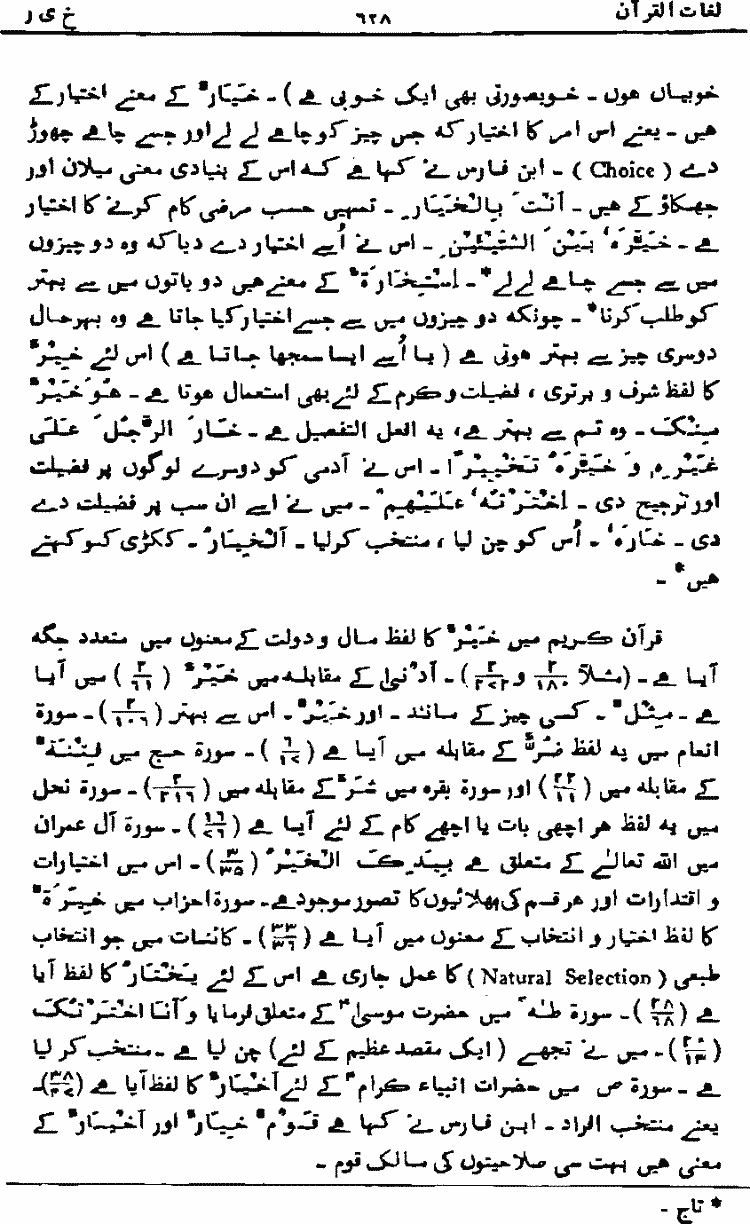 لغات القرآن ۶۲۸ خ ی ر
خوبیاں ہوں ۔ خوبصورتی بھی ایک خوبی ہے) ۔ خِیَارٌ کے معنے اختیار کے
ہیں ۔ یعنے اس امر کا اختیار کہ جس چیز کو چاہے لے لے اور جسے چاہے چھوڑ
دے ( Choice ) ۔ ابن فارس نے کہا ہے کہ اس کے بنیادی معنی میلان اور
جھکاؤ کے ہیں ۔ اَنْتَ بِالْخِیَارِ ۔ تمہیں حسب مرضی کام کرنے کا اختیار
ہے ۔ خَیَّرَہٗ بَیْنَ الشَّیْئَیْنِ ۔ اس نے اُسے اختیار دے دیا کہ وہ دو چیزوں
میں سے جسے چاہے لے لے* ۔ اِسْتِخَارَۃٌ کے معنے ہیں دو باتوں میں سے بہتر
کو طلب کرنا* ۔ چونکہ دو چیزوں میں سے جسے اختیار کیا جاتا ہے وہ بہرحال
دوسری چیز سے بہتر ہوتی ہے ( یا اُسے ایسا سمجھا جاتا ہے ) اس لئے خَیْرٌ
کا لفظ شرف و برتری ، فضیلت و کرم کے لئے بھی استعمال ہوتا ہے ۔ ھُوَ خَیْرٌ
مِنْکَ ۔ وہ تم سے بہتر ہے، یہ افعل التفصیل ہے ۔ خَارَ الرَّجُلَ عَلٰی
غَیْرِہٖ وَ خَیَّرَہٗ تَخْیِیْرًا ۔ اس نے آدمی کو دوسرے لوگوں پر فضیلت
اور ترجیح دی ۔ اِخْتَرْتُہٗ عَلَیْہِمْ ۔ میں نے اسے ان سب پر فضیلت دے
دی ۔ خَارَہٗ ۔ اُس کو چن لیا ، منتخب کر لیا ۔ اَلْخِیَارُ ۔ ککڑی کو کہتے
ہیں* ۔
قرآن کریم میں خَیْرٌ کا لفظ مال و دولت کے معنوں میں متعدد جگہ
آیا ہے ۔ (مثلاً ۲/۱۸۰ و ۲/۲۷۲) ۔ اَدْنٰی کے مقابلہ میں خَیْرٌ (۲/۶۱) میں آیا
ہے ۔ مِثْلٌ ۔ کسی چیز کے مانند ۔ اور خَیْرٌ ۔ اس سے بہتر (۲/۱۰۶) ۔ سورۃ
انعام میں یہ لفظ ضُرٌّ کے مقابلہ میں آیا ہے (۶/۱۷) ۔ سورۃ حج میں فِتْنَۃٌ
کے مقابلہ میں (۲۲/۱۱) اور سورۃ بقرہ میں شَرٌّ کے مقابلہ میں (۲/۲۱۶) ۔ سورۃ نحل
میں یہ لفظ ہر اچھی بات یا اچھے کام کے لئے آیا ہے (۱۶/۷۶) ۔ سورۃ آل عمران
میں اللہ تعالیٰ کے متعلق ہے بِیَدِکَ الْخَیْرُ (۳/۲۵) ۔ اس میں اختیارات
و اقتدارات اور ہر قسم کی بھلائیوں کا تصور موجود ہے ۔ سورۃ احزاب میں خِیَرَۃٌ
کا لفظ اختیار و انتخاب کے معنوں میں آیا ہے (۳۳/۳۶) ۔ کائنات میں جو انتخاب
طبعی ( Natural Selection ) کا عمل جاری ہے اس کے لئے یَخْتَارُ کا لفظ آیا
ہے (۲۸/۶۸) ۔ سورۃ طٰہٰ میں حضرت موسیٰؑ کے متعلق فرمایا وَاَنَا اخْتَرْتُکَ
(۲۰/۱۳) ۔ میں نے تجھے ( ایک مقصد عظیم کے لئے ) چن لیا ہے ۔ منتخب کر لیا
ہے ۔ سورۃ ص میں حضرات انبیاء کرامؑ کے لئے اَخْیَارٌ کا لفظ آیا ہے (۳۸/۴۷)۔
یعنے منتخب افراد ۔ ابن فارس نے کہا ہے قَوْمٌ خِیَارٌ اور اَخْیَارٌ کے
معنی ہیں بہت سی صلاحیتوں کی مالک قوم ۔
* تاج ۔